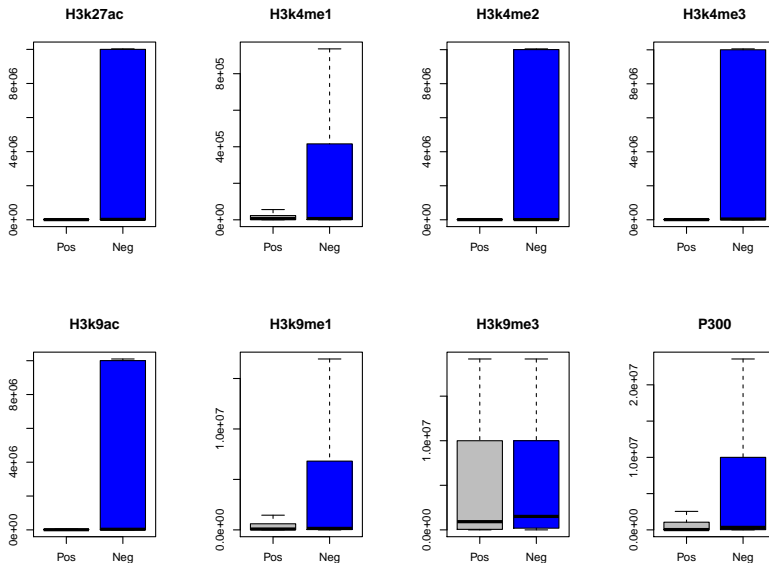 H3k27ac H3k4me1 H3k4me2 H3k4me3
8e+06 8e+05 8e+06 8e+06
4e+06 4e+05 4e+06 4e+06
0e+00 0e+00 0e+00 0e+00
Pos Neg Pos Neg Pos Neg Pos Neg
H3k9ac H3k9me1 H3k9me3 P300
8e+06 1.0e+07 1.0e+07 2.0e+07
4e+06 0.0e+00 0.0e+00 1.0e+07
0e+00 0.0e+00
Pos Neg Pos Neg Pos Neg Pos Neg